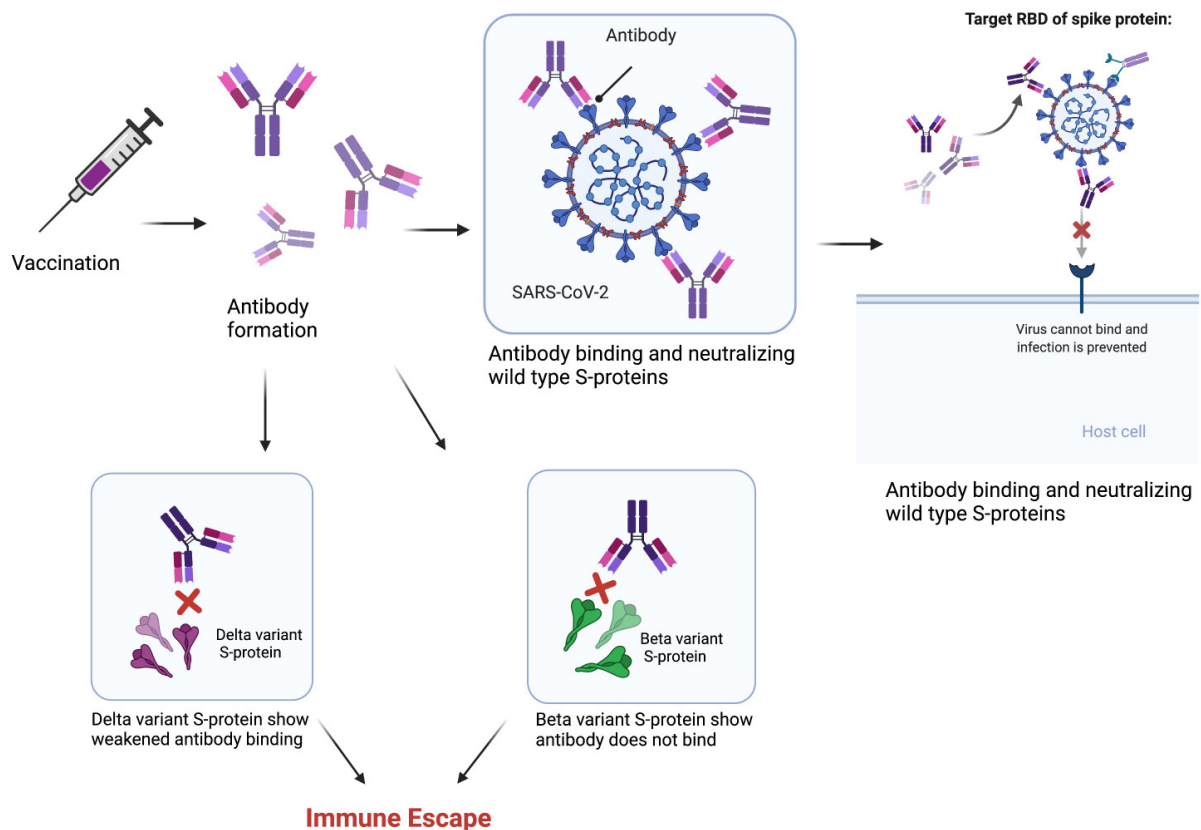 Target RBD of spike protein:
Antibody
Vaccination
SARS-CoV-2
Antibody
formation
Antibody binding and neutralizing
wild type S-proteins
Virus cannot bind and
infection is prevented
Host cell
Antibody binding and neutralizing
wild type S-proteins
Delta variant
S-protein
Beta variant
S-protein
Delta variant S-protein show
weakened antibody binding
Beta variant S-protein show
antibody does not bind
Immune Escape